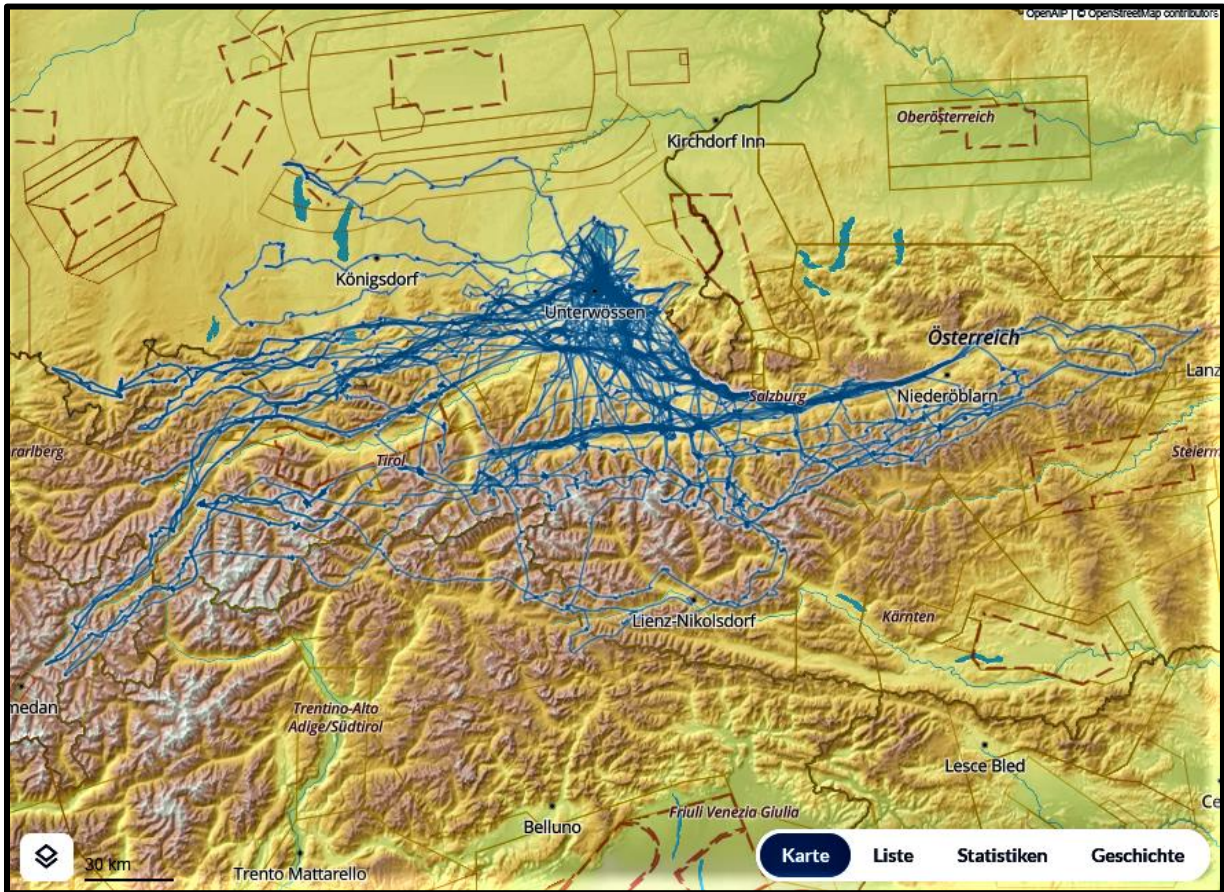 OpenAIP | © OpenStreetMap contributors
Oberösterreich
Kirchdorf Inn
Königsdorf
Unterwössen
Österreich
Lanz
Salzburg
Niederöblarn
rarlberg
Tirol
Steierm
Lienz-Nikolsdorf
Kärnten
medan
Trentino-Alto
Adige/Südtirol
Lesce Bled
Ce
Friuli Venezia Giulia
Belluno
30 km
Trento Mattarello
Karte
Liste
Statistiken
Geschichte